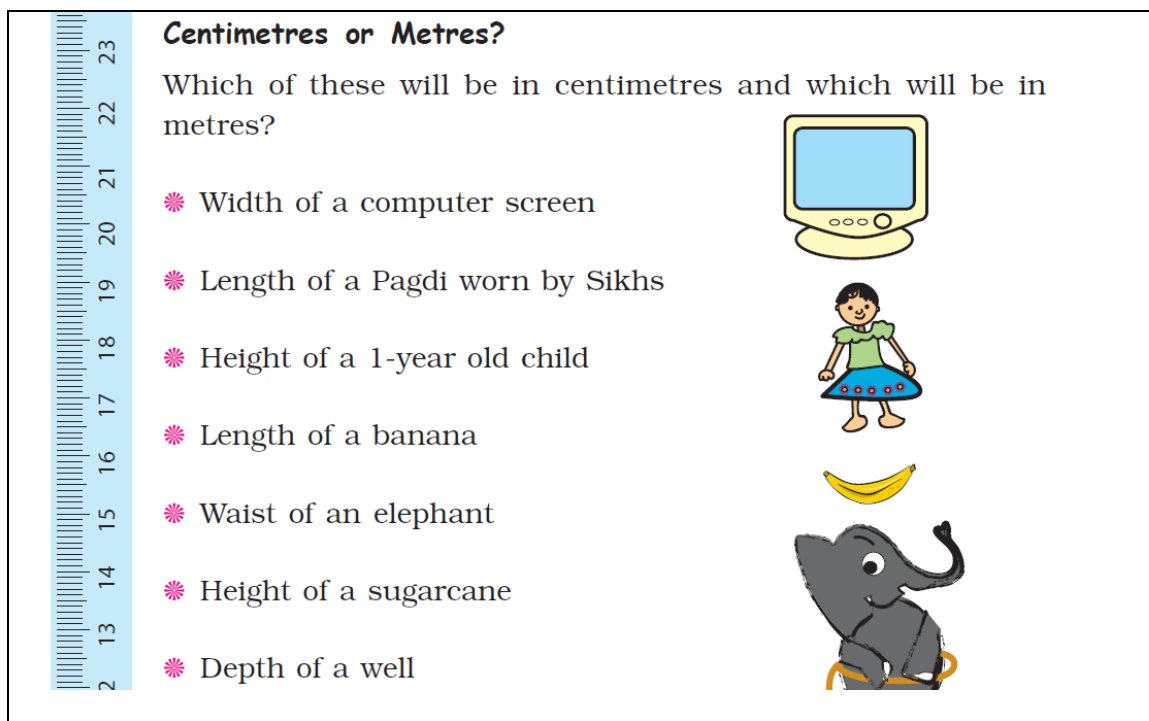 Centimetres or Metres?
Which of these will be in centimetres and which will be in
metres?
Width of a computer screen
Length of a Pagdi worn by Sikhs
Height of a 1-year old child
Length of a banana
Waist of an elephant
Height of a sugarcane
Depth of a well
23
22
21
20
19
18
17
16
15
14
13
2